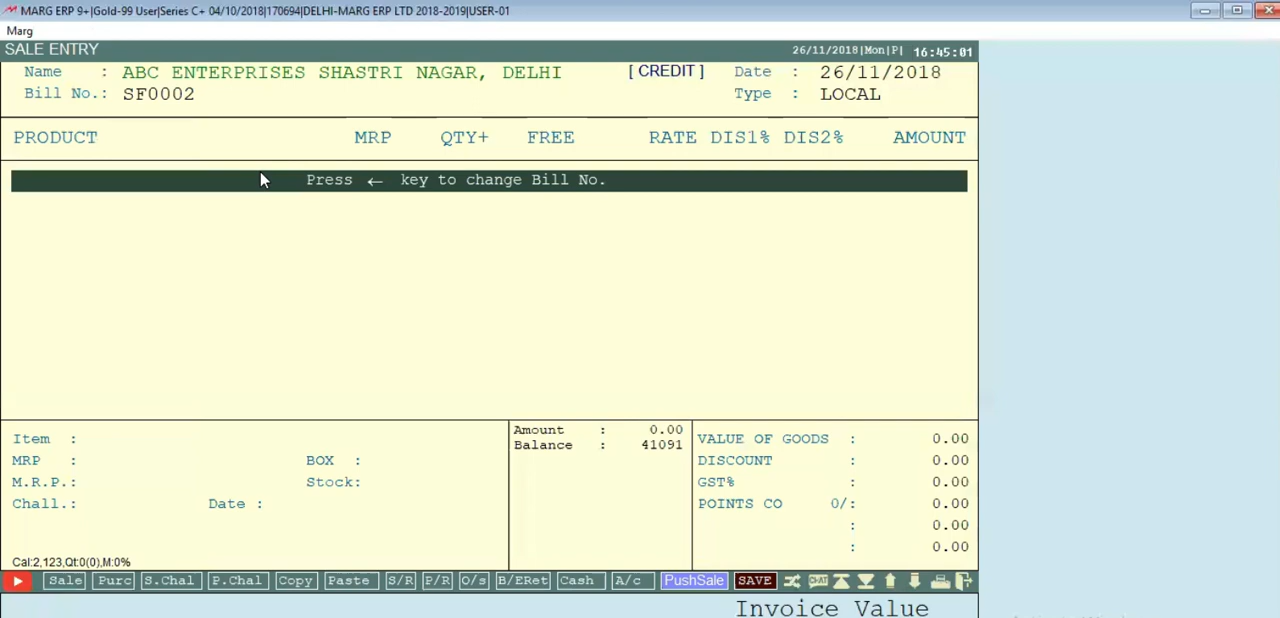 MARG ERP 9+|Gold-99 User|Series C+ 04/10/2018|170694|DELHI-MARG ERP LTD 2018-2019|USER-01
Marg
SALE ENTRY 26/11/2018|Mon|P| 16:45:01
Name : ABC ENTERPRISES SHASTRI NAGAR, DELHI [ CREDIT ] Date : 26/11/2018
Bill No.: SF0002 Type : LOCAL
PRODUCT MRP QTY+ FREE RATE DIS1% DIS2% AMOUNT
Press ← key to change Bill No.
Item :
MRP : BOX :
M.R.P.: Stock:
Chall.: Date :
Cal:2,123,Qt:0(0),M:0%
Amount : 0.00
Balance : 41091
VALUE OF GOODS : 0.00
DISCOUNT : 0.00
GST% : 0.00
POINTS CO 0/: 0.00
: 0.00
: 0.00
Sale Purc S.Chal P.Chal Copy Paste S/R P/R O/s B/ERet Cash A/c PushSale SAVE CHAT
Invoice Value